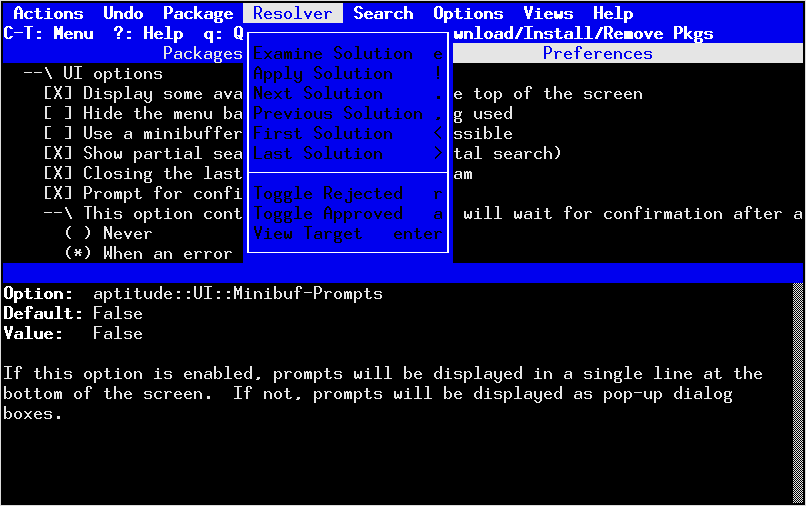 Actions  Undo  Package  Resolver  Search  Options  Views  Help
C-T: Menu  ?: Help  q: Q wnload/Install/Remove Pkgs
Packages Preferences
Examine Solution  e
--\ UI options
Apply Solution    !
[X] Display some ava e top of the screen
Next Solution     .
[ ] Hide the menu ba g used
Previous Solution ,
[ ] Use a minibuffer ssible
First Solution    <
[X] Show partial sea tal search)
Last Solution     >
[X] Closing the last am
[X] Prompt for confi
Toggle Rejected   r
--\ This option cont will wait for confirmation after a
Toggle Approved   a
( ) Never
View Target   enter
(*) When an error
Option:  aptitude::UI::Minibuf-Prompts
Default: False
Value:   False
If this option is enabled, prompts will be displayed in a single line at the
bottom of the screen.  If not, prompts will be displayed as pop-up dialog
boxes.